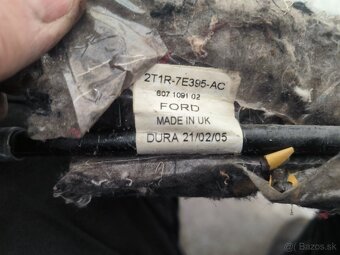 2T1R-7E395-AC
807 1091 02
FORD
MADE IN UK
DURA 21/02/05
Bazos.sk